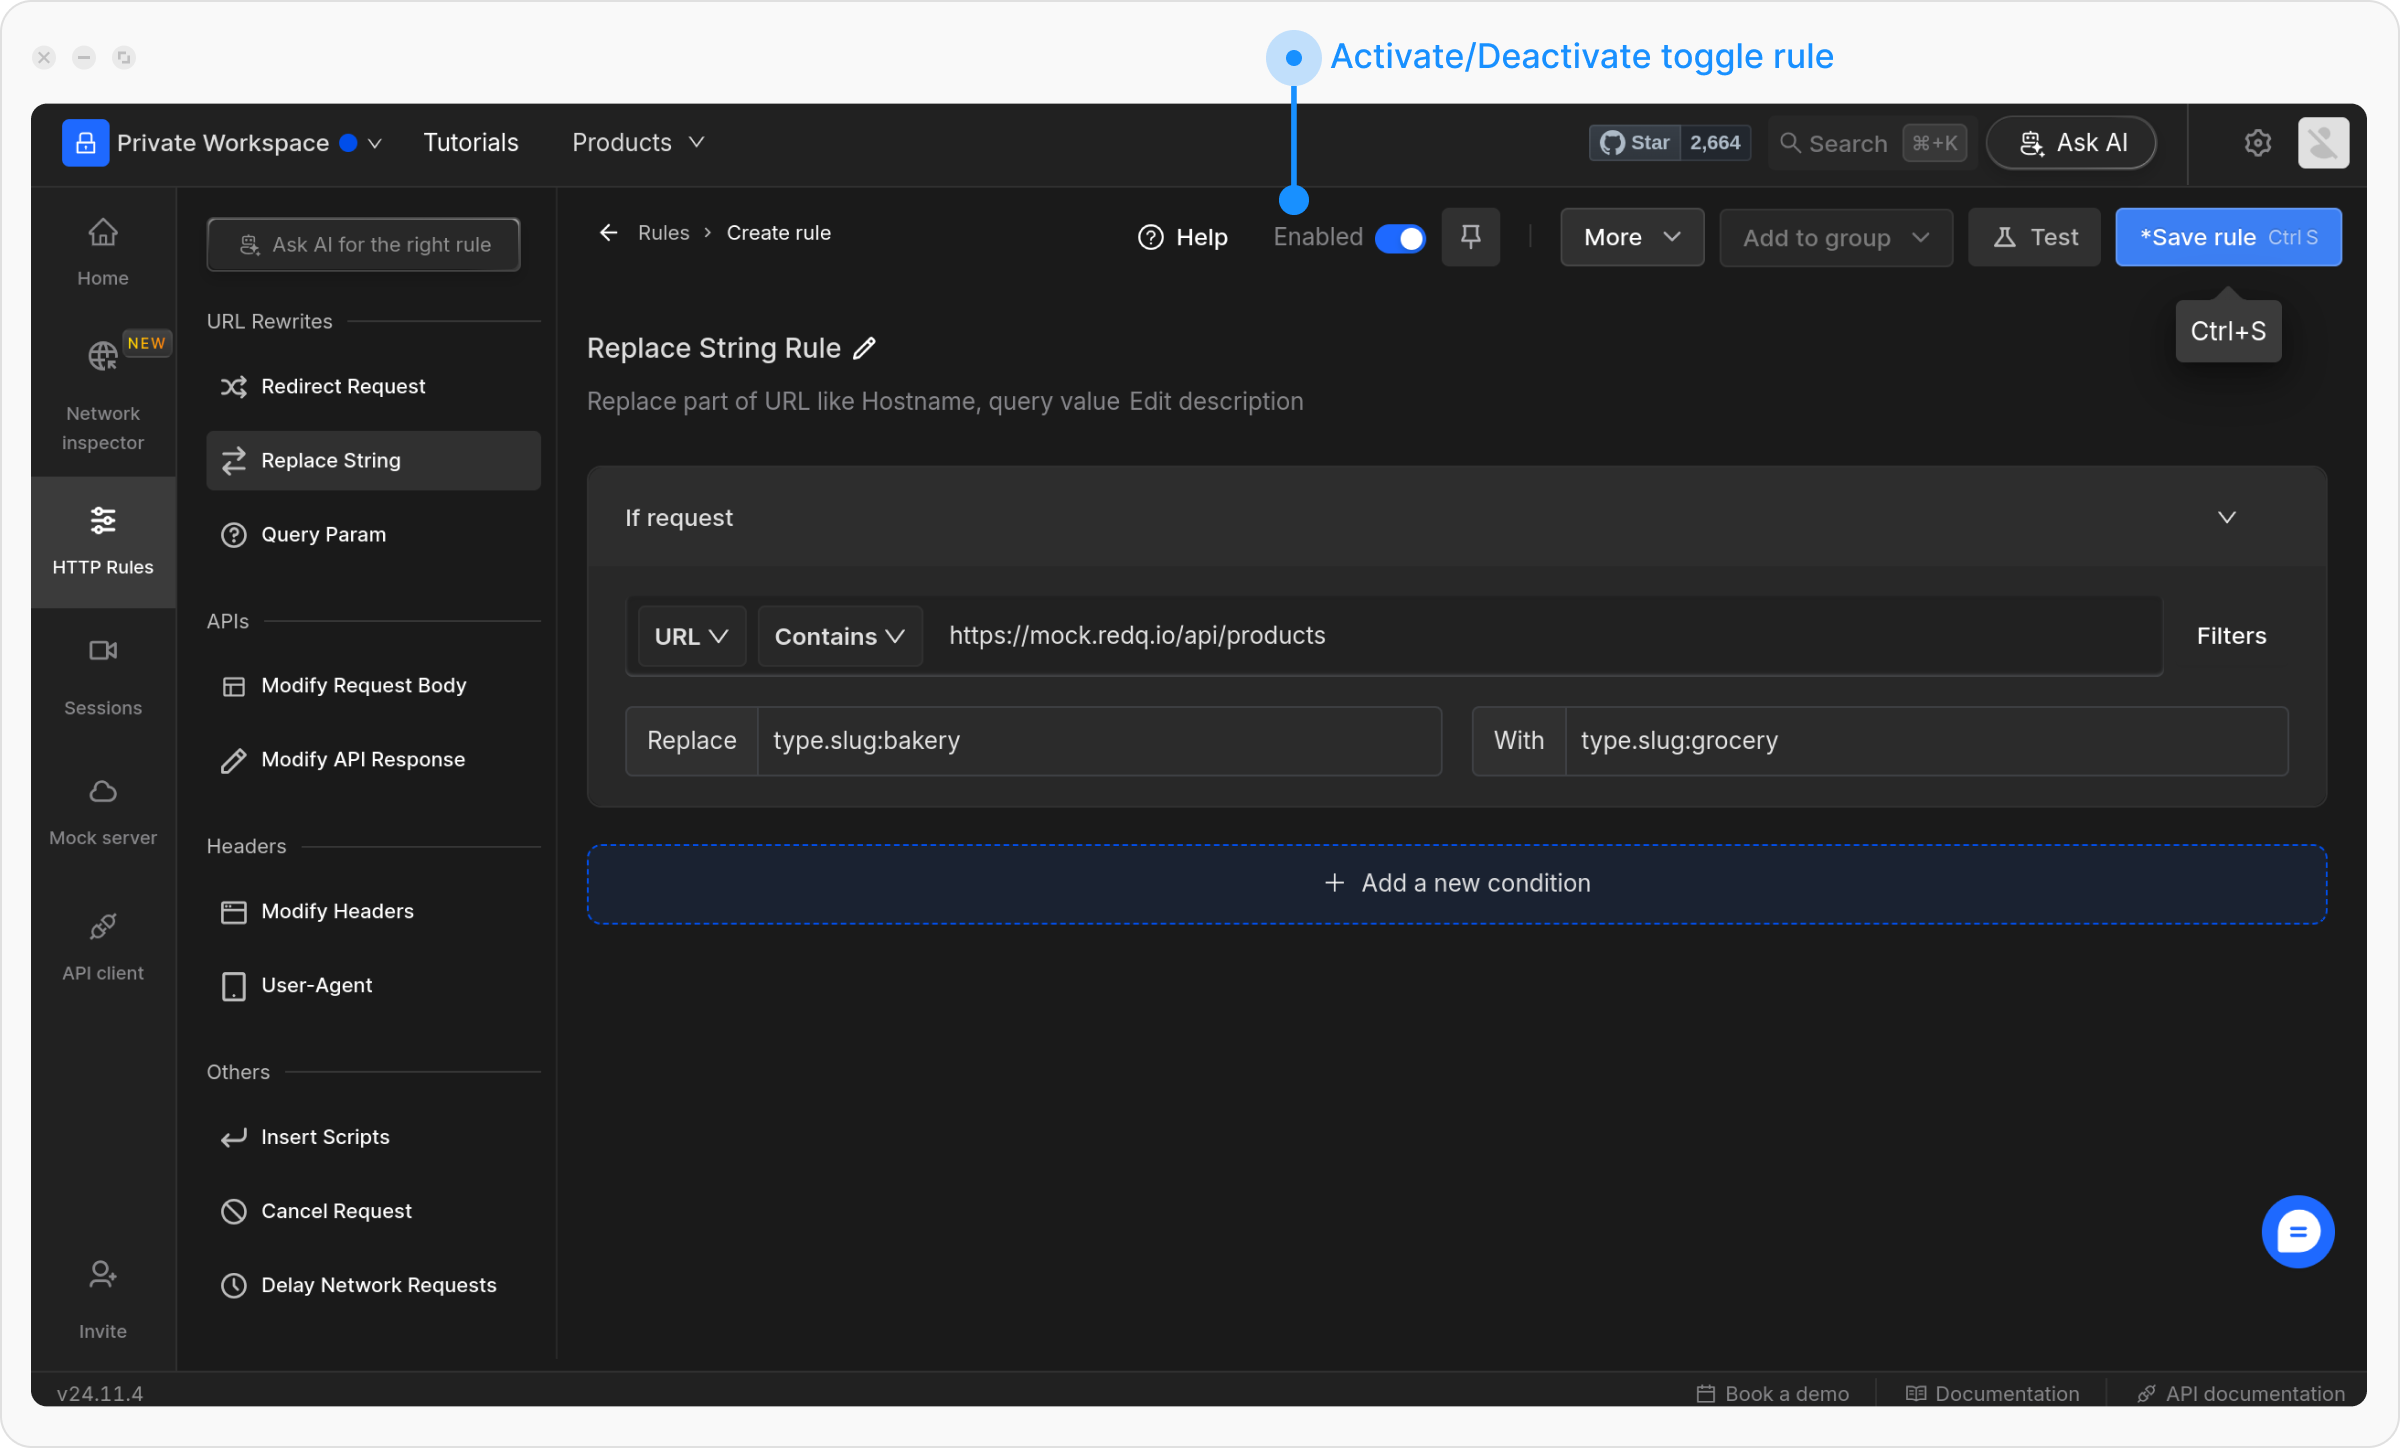 Activate/Deactivate toggle rule
Private Workspace
Tutorials
Products
Star 2,664
Search ⌘+K
Ask AI
Home
NEW
Network
inspector
HTTP Rules
Sessions
Mock server
API client
Invite
Ask AI for the right rule
URL Rewrites
Redirect Request
Replace String
Query Param
APIs
Modify Request Body
Modify API Response
Headers
Modify Headers
User-Agent
Others
Insert Scripts
Cancel Request
Delay Network Requests
Rules > Create rule
Help
Enabled
More
Add to group
Test
*Save rule Ctrl S
Ctrl+S
Replace String Rule
Replace part of URL like Hostname, query value Edit description
If request
URL
Contains
https://mock.redq.io/api/products
Filters
Replace type.slug:bakery
With type.slug:grocery
+ Add a new condition
v24.11.4
Book a demo
Documentation
API documentation